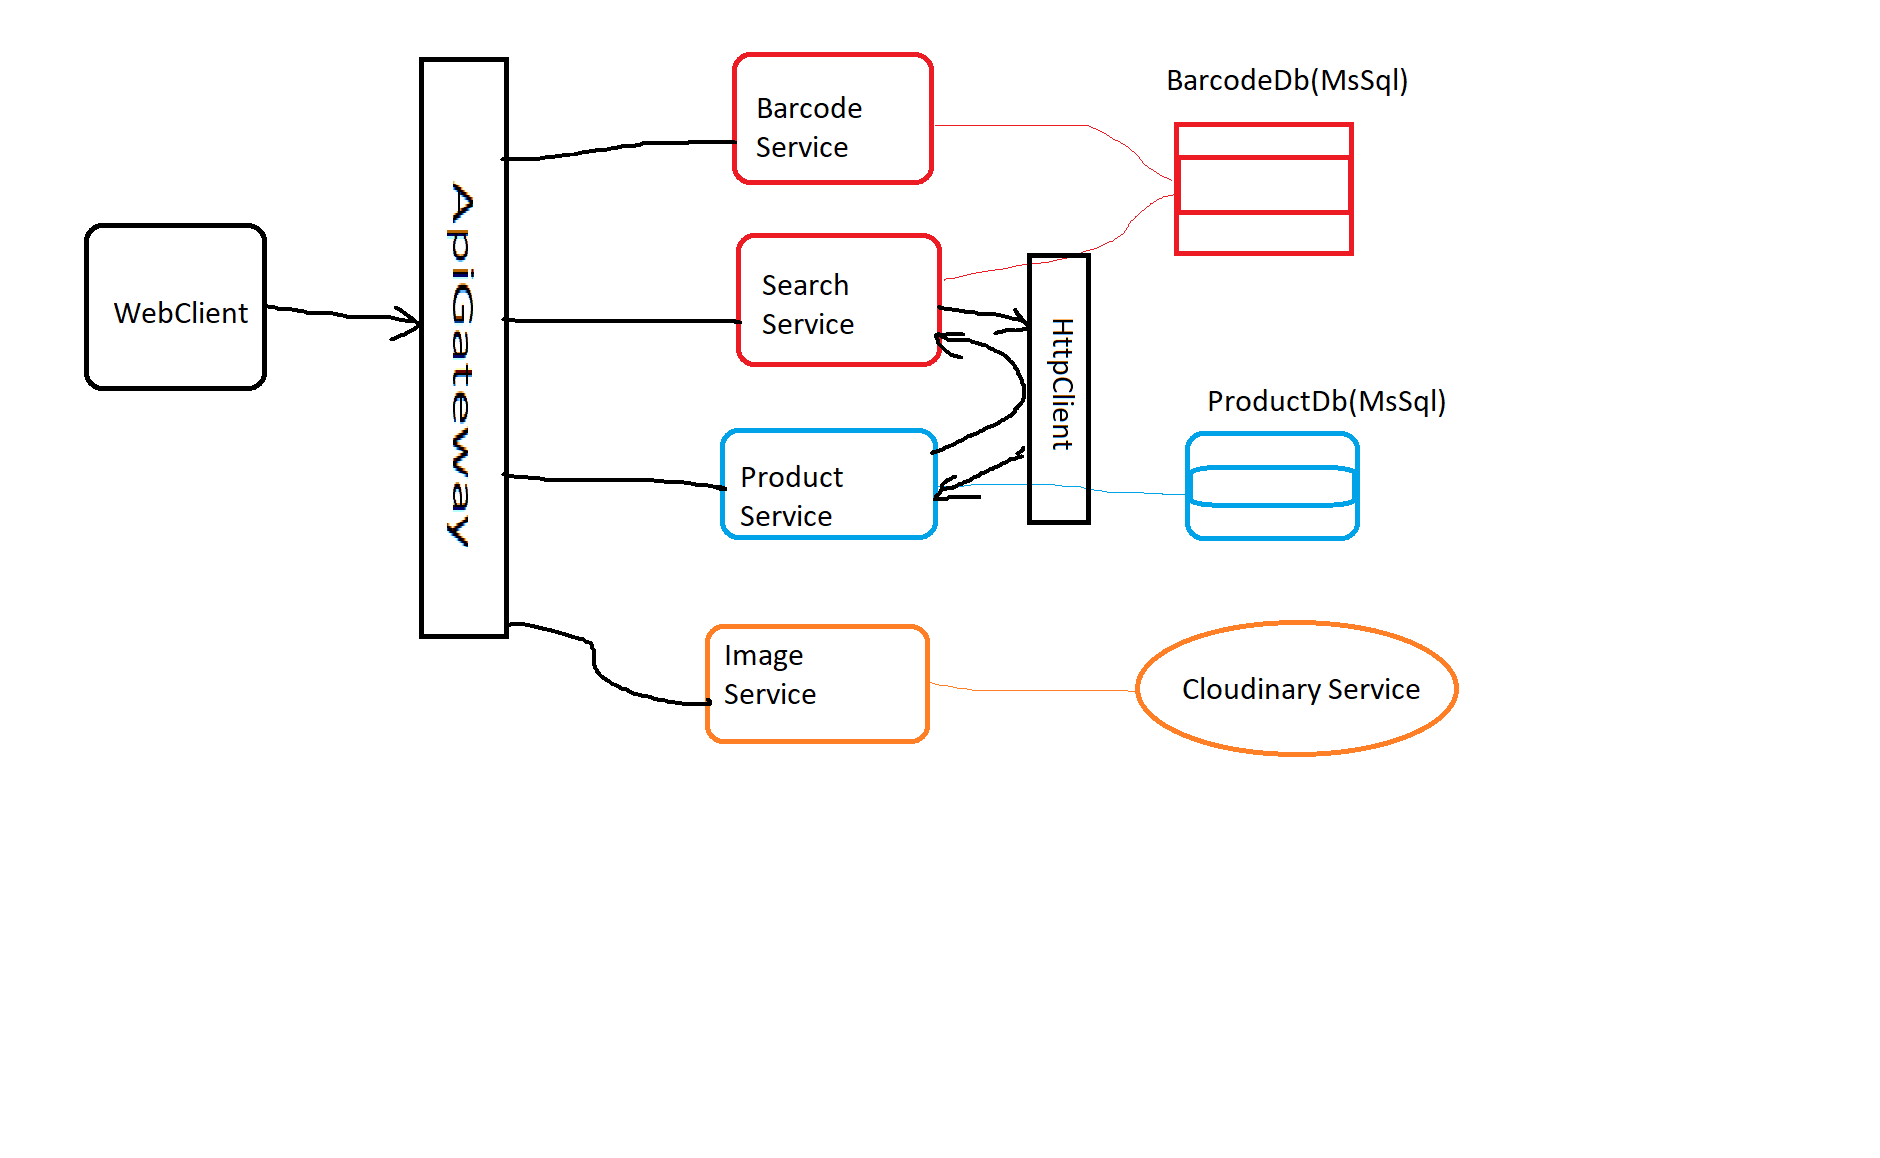 WebClient
ApiGateway
Barcode
Service
Search
Service
Product
Service
Image
Service
HttpClient
BarcodeDb(MsSql)
ProductDb(MsSql)
Cloudinary Service